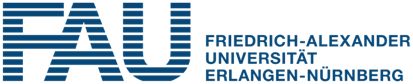 FAU
FRIEDRICH-ALEXANDER
UNIVERSITÄT
ERLANGEN-NÜRNBERG